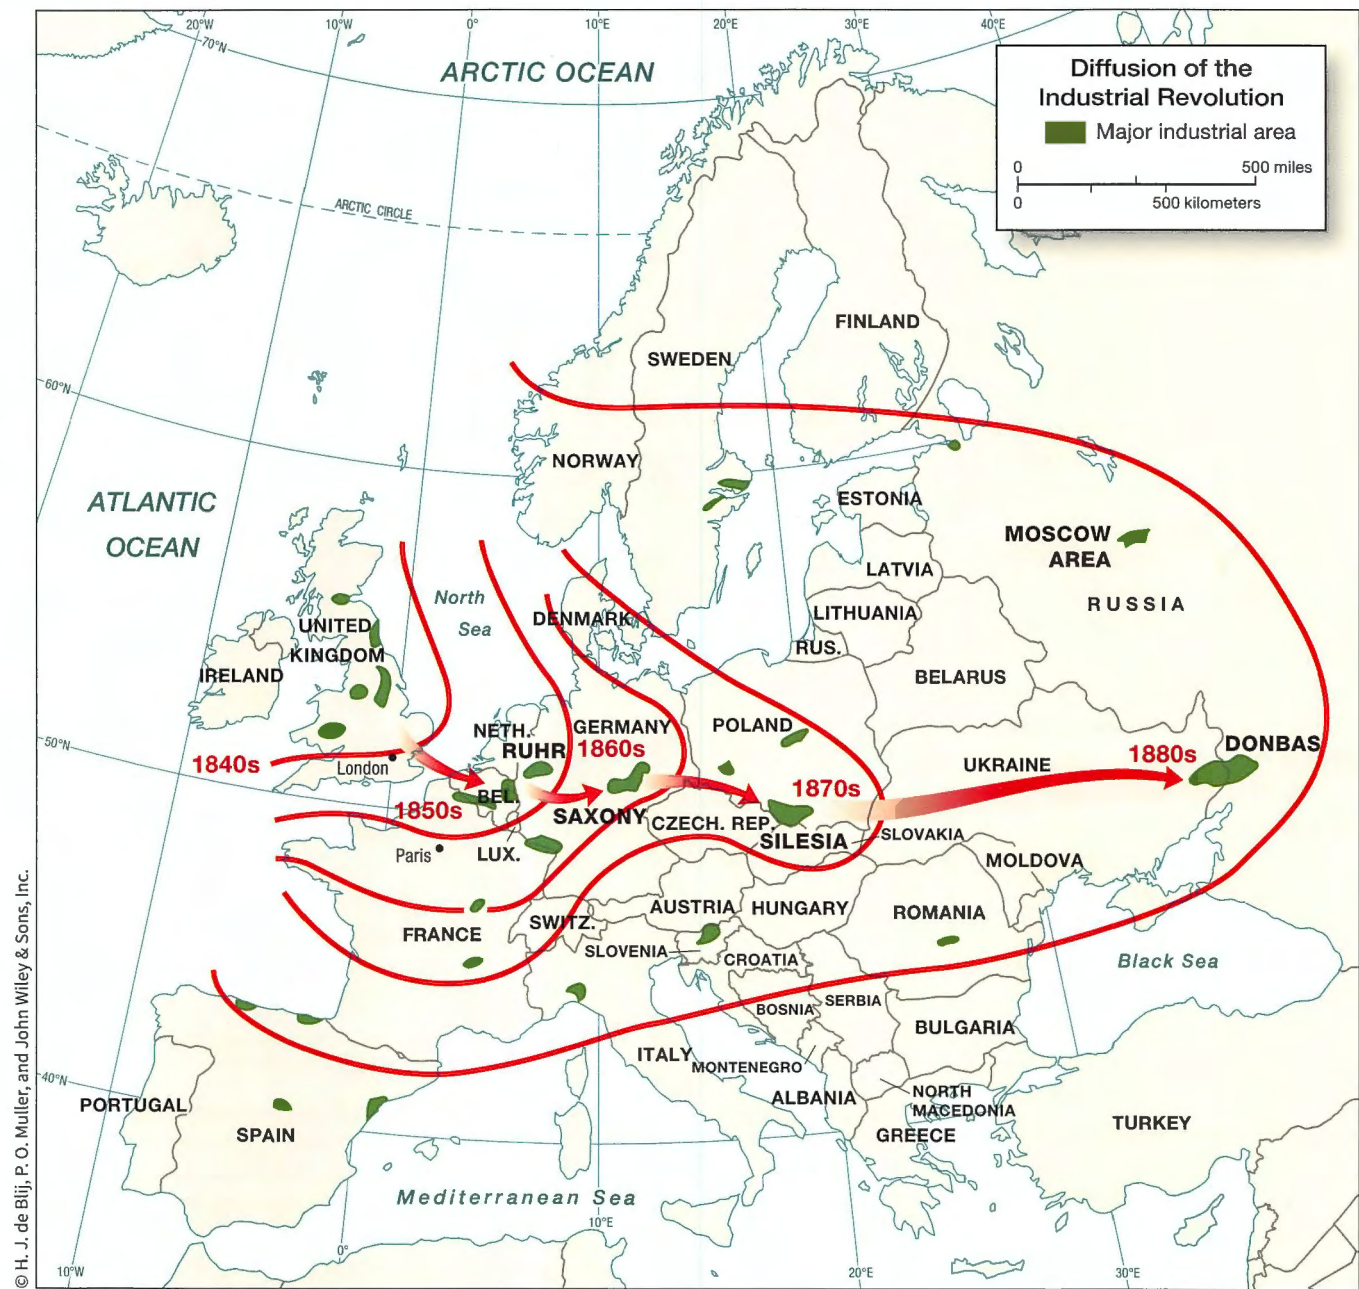 20°W
10°W
0°
10°E
20°E
30°E
40°E
70°N
ARCTIC OCEAN
Diffusion of the
Industrial Revolution
Major industrial area
0
500 miles
0
500 kilometers
ARCTIC CIRCLE
FINLAND
SWEDEN
60°N
NORWAY
ATLANTIC
OCEAN
ESTONIA
MOSCOW
AREA
LATVIA
RUSSIA
North
Sea
DENMARK
LITHUANIA
UNITED
KINGDOM
RUS.
IRELAND
BELARUS
50°N
NETH.
GERMANY
POLAND
RUHR
1860s
1880s
DONBAS
1840s
London
UKRAINE
BEL.
1850s
1870s
SAXONY
CZECH. REP.
SILESIA
SLOVAKIA
Paris
LUX.
MOLDOVA
AUSTRIA
HUNGARY
ROMANIA
SWITZ.
FRANCE
SLOVENIA
CROATIA
Black Sea
BOSNIA
SERBIA
BULGARIA
ITALY
MONTENEGRO
40°N
PORTUGAL
ALBANIA
NORTH
MACEDONIA
SPAIN
GREECE
TURKEY
Mediterranean Sea
10°E
0°
10°W
20°E
30°E
© H. J. de Blij, P. O. Muller, and John Wiley & Sons, Inc.